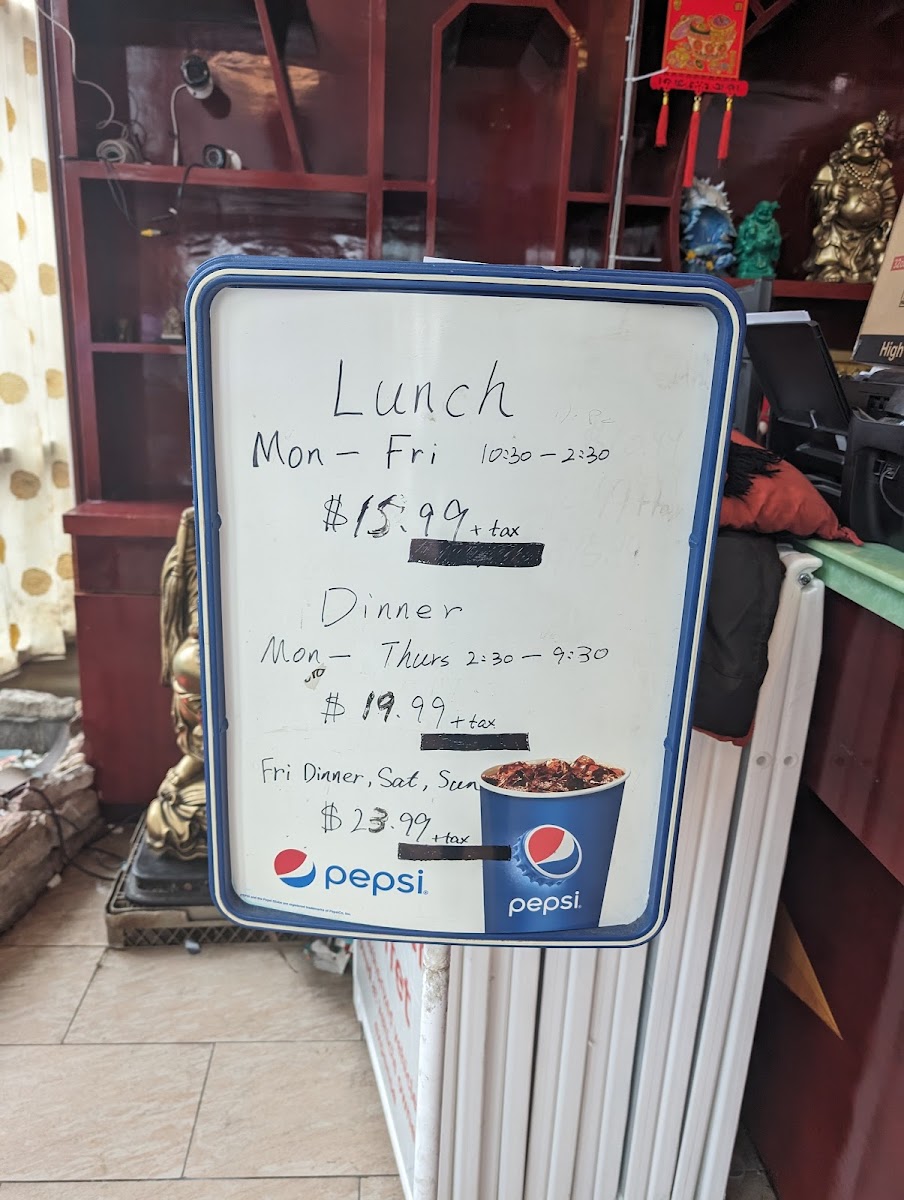 Lunch
Mon - Fri 10:30 - 2:30
$15.99 + tax
Dinner
Mon - Thurs 2:30 - 9:30
$19.99 + tax
Fri Dinner, Sat, Sun
$23.99 + tax
pepsi
pepsi
High